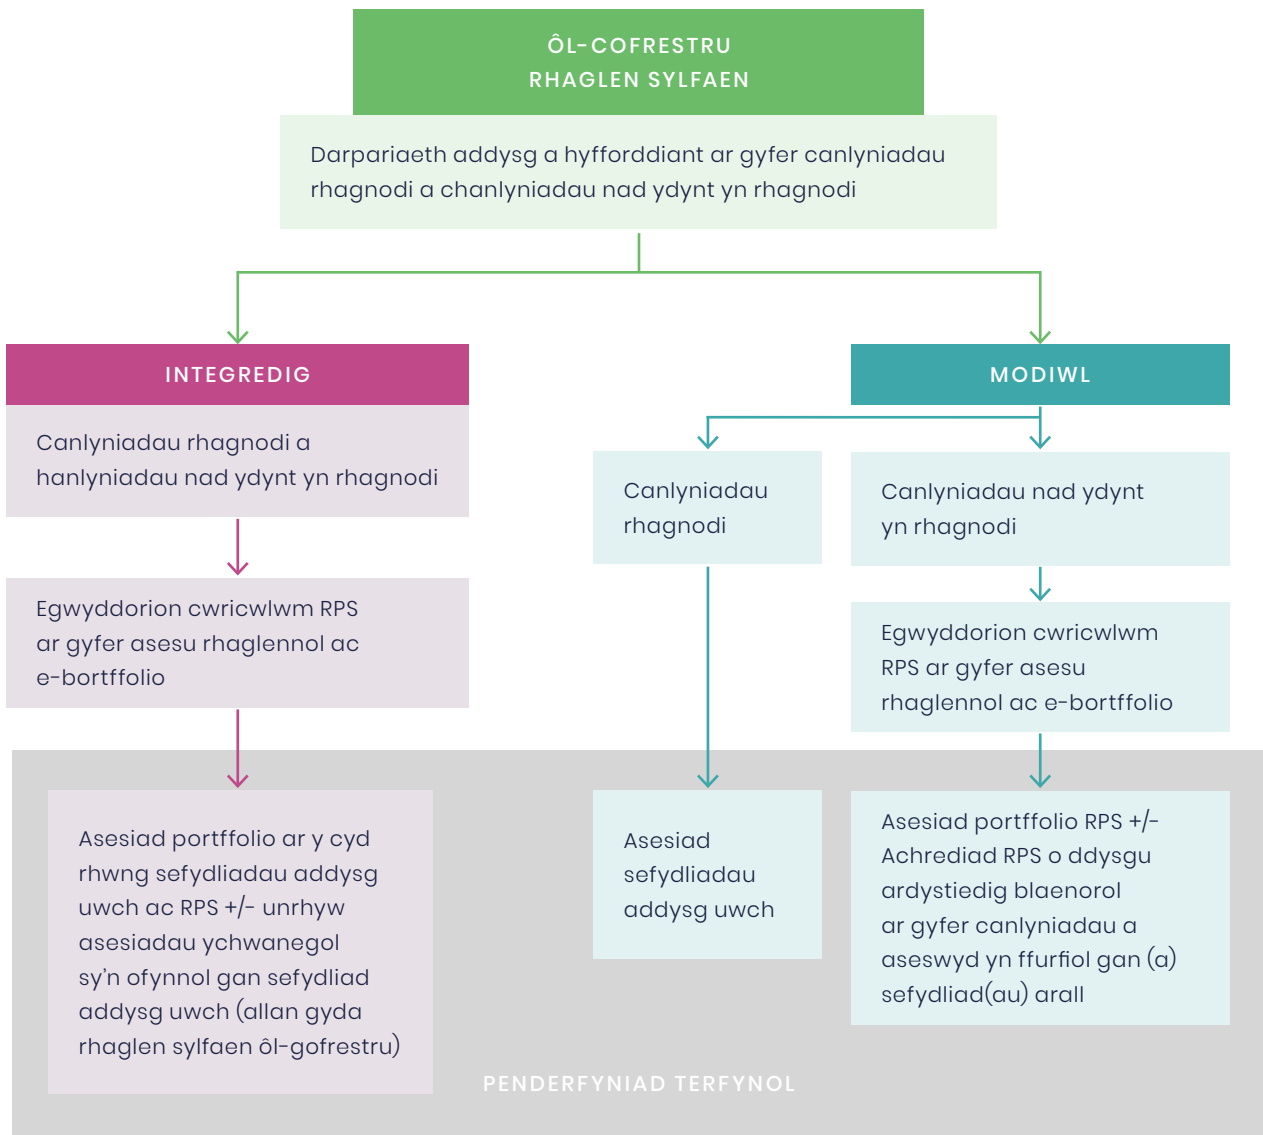 ÔL-COFRESTRU
RHAGLEN SYLFAEN
Darpariaeth addysg a hyfforddiant ar gyfer canlyniadau
rhagnodi a chanlyniadau nad ydynt yn rhagnodi
INTEGREDIG
Canlyniadau rhagnodi a
hanlyniadau nad ydynt yn rhagnodi
Egwyddorion cwricwlwm RPS
ar gyfer asesu rhaglennol ac
e-bortffolio
Asesiad portffolio ar y cyd
rhwng sefydliadau addysg
uwch ac RPS +/- unrhyw
asesiadau ychwanegol
sy’n ofynnol gan sefydliad
addysg uwch (allan gyda
rhaglen sylfaen ôl-gofrestru)
MODIWL
Canlyniadau
rhagnodi
Asesiad
sefydliadau
addysg uwch
Canlyniadau nad ydynt
yn rhagnodi
Egwyddorion cwricwlwm
RPS ar gyfer asesu
rhaglennol ac e-bortffolio
Asesiad portffolio RPS +/-
Achrediad RPS o ddysgu
ardystiedig blaenorol
ar gyfer canlyniadau a
aseswyd yn ffurfiol gan (a)
sefydliad(au) arall
PENDERFYNIAD TERFYNOL